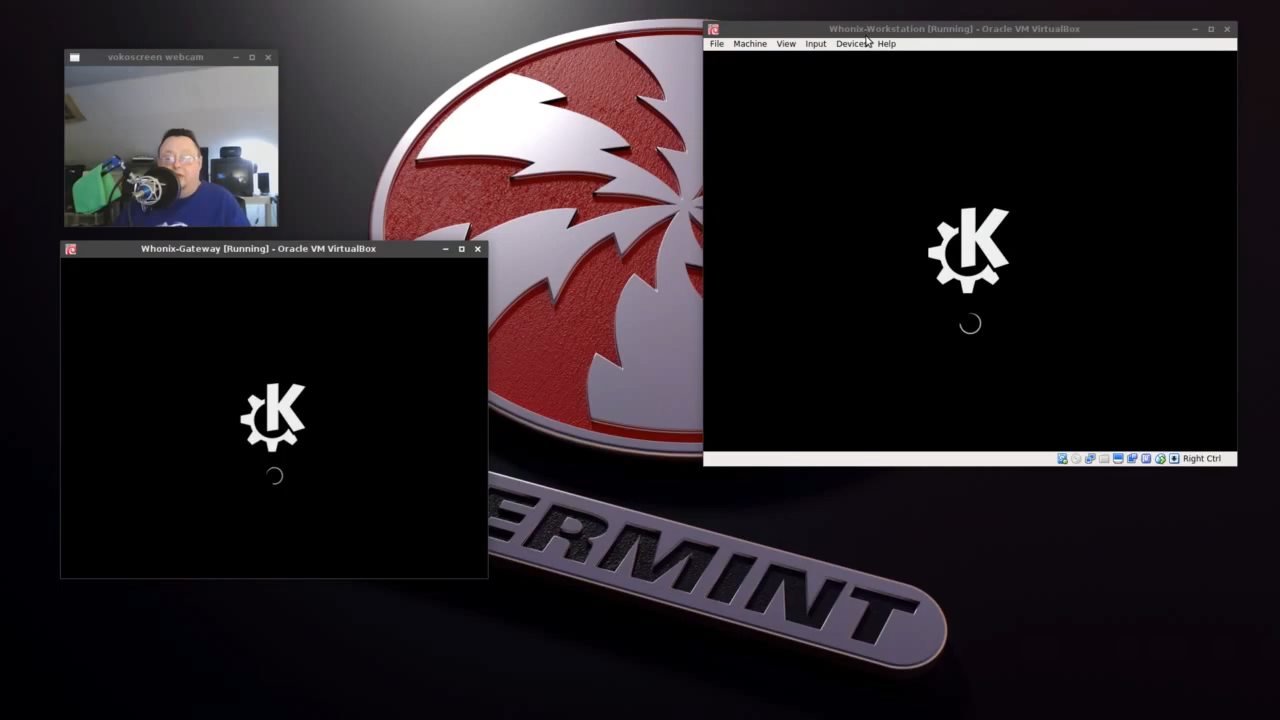 vokoscreen webcam
Whonix-Workstation [Running] - Oracle VM VirtualBox
File Machine View Input Devices Help
Whonix-Gateway [Running] - Oracle VM VirtualBox
K
K
Right Ctrl
ERMINT